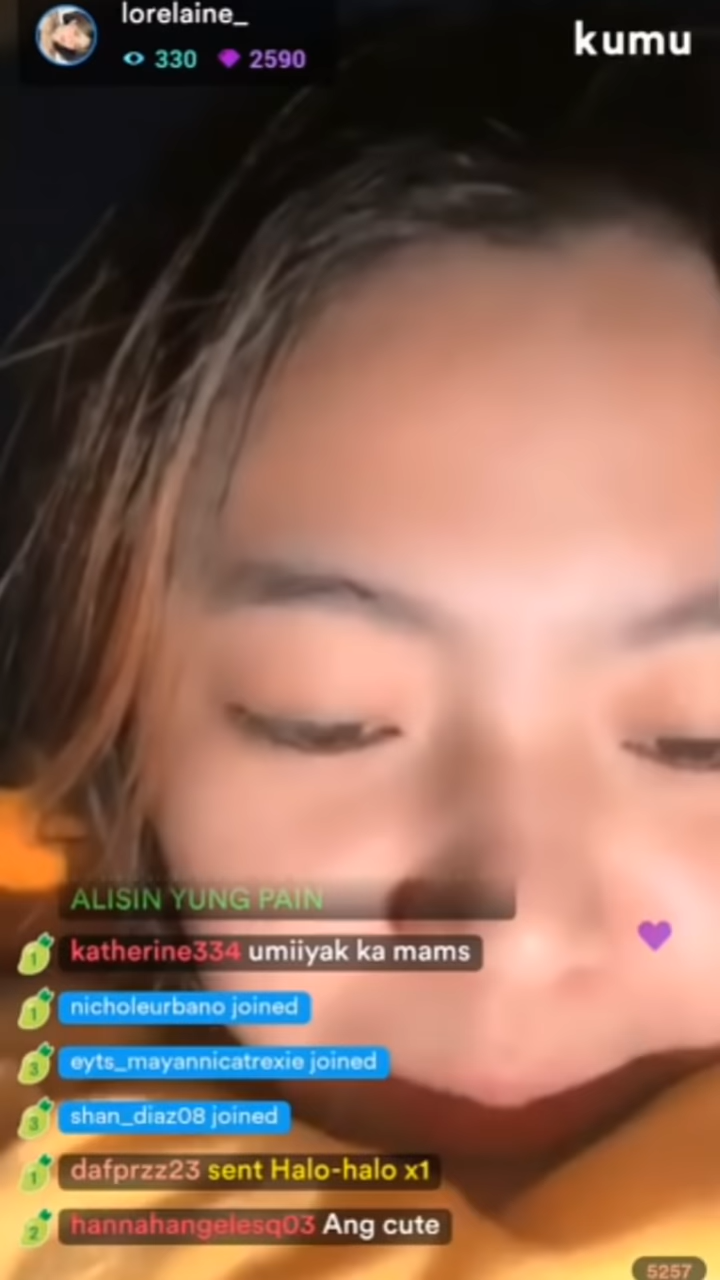 lorelaine_
kumu
330 2590
ALISIN YUNG PAIN
katherine334 umiiyak ka mams
1
nicholeurbano joined
1
eyts_mayannicatrexie joined
3
shan_diaz08 joined
3
dafprzz23 sent Halo-halo x1
1
hannahangelesq03 Ang cute
2
5257